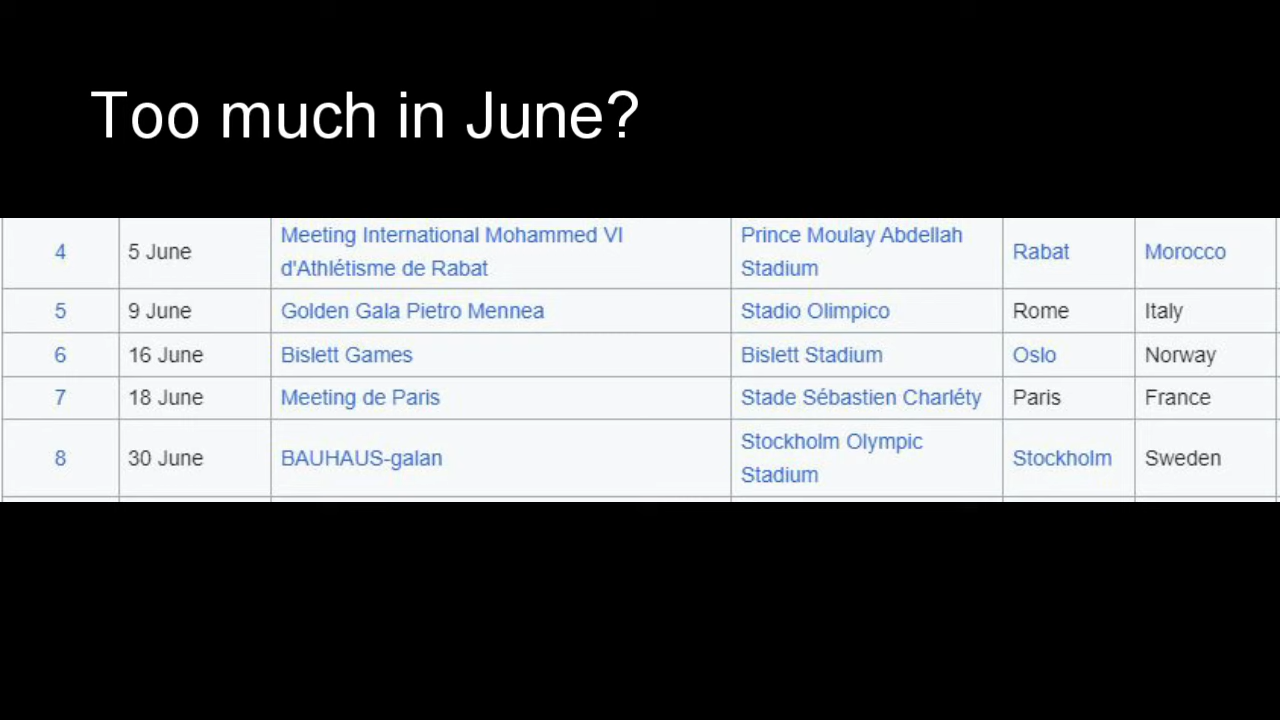 Too much in June?
4 5 June Meeting International Mohammed VI d'Athlétisme de Rabat Prince Moulay Abdellah Stadium Rabat Morocco
5 9 June Golden Gala Pietro Mennea Stadio Olimpico Rome Italy
6 16 June Bislett Games Bislett Stadium Oslo Norway
7 18 June Meeting de Paris Stade Sébastien Charléty Paris France
8 30 June BAUHAUS-galan Stockholm Olympic Stadium Stockholm Sweden